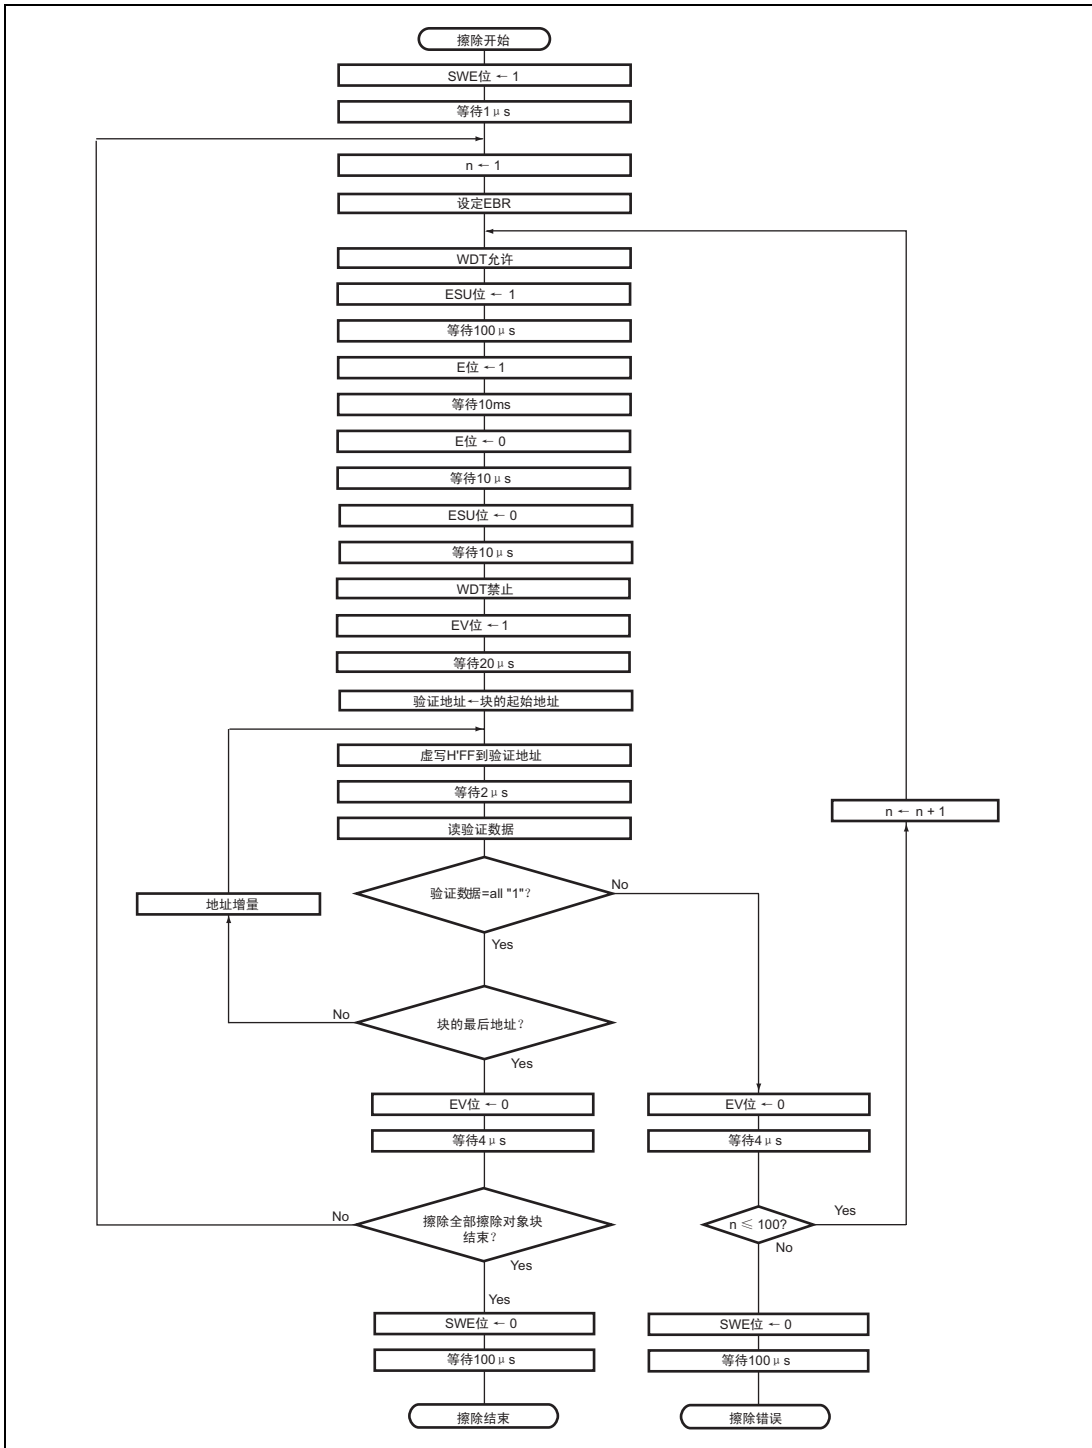 擦除开始
SWE位 ← 1
等待1μs
n ← 1
设定EBR
WDT允许
ESU位 ← 1
等待100μs
E位 ← 1
等待10ms
E位 ← 0
等待10μs
ESU位 ← 0
等待10μs
WDT禁止
EV位 ← 1
等待20μs
验证地址←块的起始地址
虚写H'FF到验证地址
等待2μs
n ← n + 1
读验证数据
验证数据=all "1"?
No
地址增量
Yes
No
块的最后地址?
Yes
EV位 ← 0
EV位 ← 0
等待4μs
等待4μs
No
擦除全部擦除对象块
结束?
Yes
n ≤ 100?
Yes
No
Yes
SWE位 ← 0
SWE位 ← 0
等待100μs
等待100μs
擦除结束
擦除错误